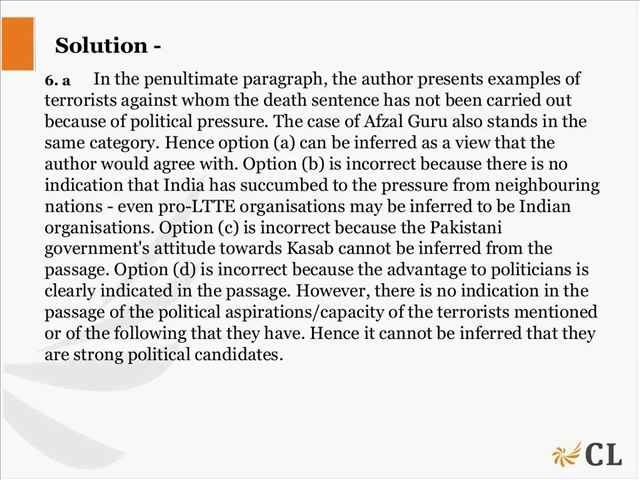 Solution -
6. a In the penultimate paragraph, the author presents examples of
terrorists against whom the death sentence has not been carried out
because of political pressure. The case of Afzal Guru also stands in the
same category. Hence option (a) can be inferred as a view that the
author would agree with. Option (b) is incorrect because there is no
indication that India has succumbed to the pressure from neighbouring
nations - even pro-LTTE organisations may be inferred to be Indian
organisations. Option (c) is incorrect because the Pakistani
government's attitude towards Kasab cannot be inferred from the
passage. Option (d) is incorrect because the advantage to politicians is
clearly indicated in the passage. However, there is no indication in the
passage of the political aspirations/capacity of the terrorists mentioned
or of the following that they have. Hence it cannot be inferred that they
are strong political candidates.
CL